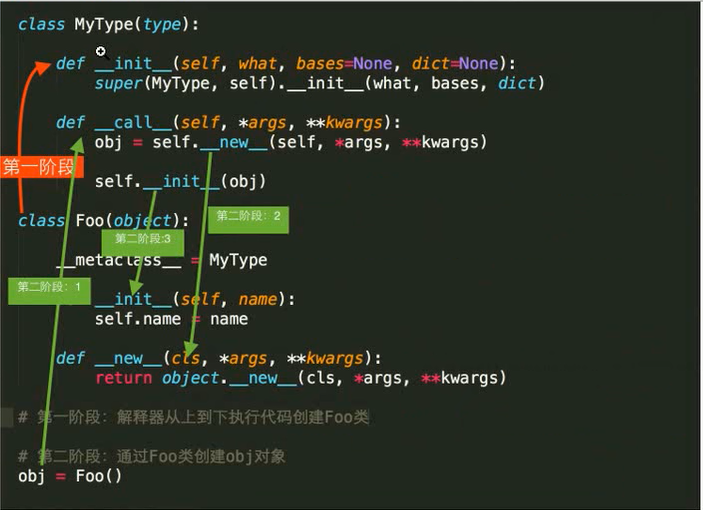 class MyType(type):
def __init__(self, what, bases=None, dict=None):
super(MyType, self).__init__(what, bases, dict)
def __call__(self, *args, **kwargs):
obj = self.__new__(self, *args, **kwargs)
第一阶段
self.__init__(obj)
class Foo(object):
第二阶段：2
第二阶段:3
__metaclass__ = MyType
第二阶段：1
__init__(self, name):
self.name = name
def __new__(cls, *args, **kwargs):
return object.__new__(cls, *args, **kwargs)
# 第一阶段：解释器从上到下执行代码创建Foo类
# 第二阶段：通过Foo类创建obj对象
obj = Foo()